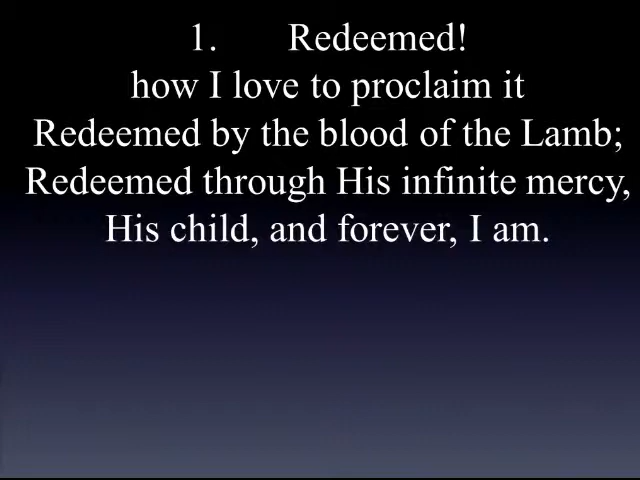 1. Redeemed!
how I love to proclaim it
Redeemed by the blood of the Lamb;
Redeemed through His infinite mercy,
His child, and forever, I am.